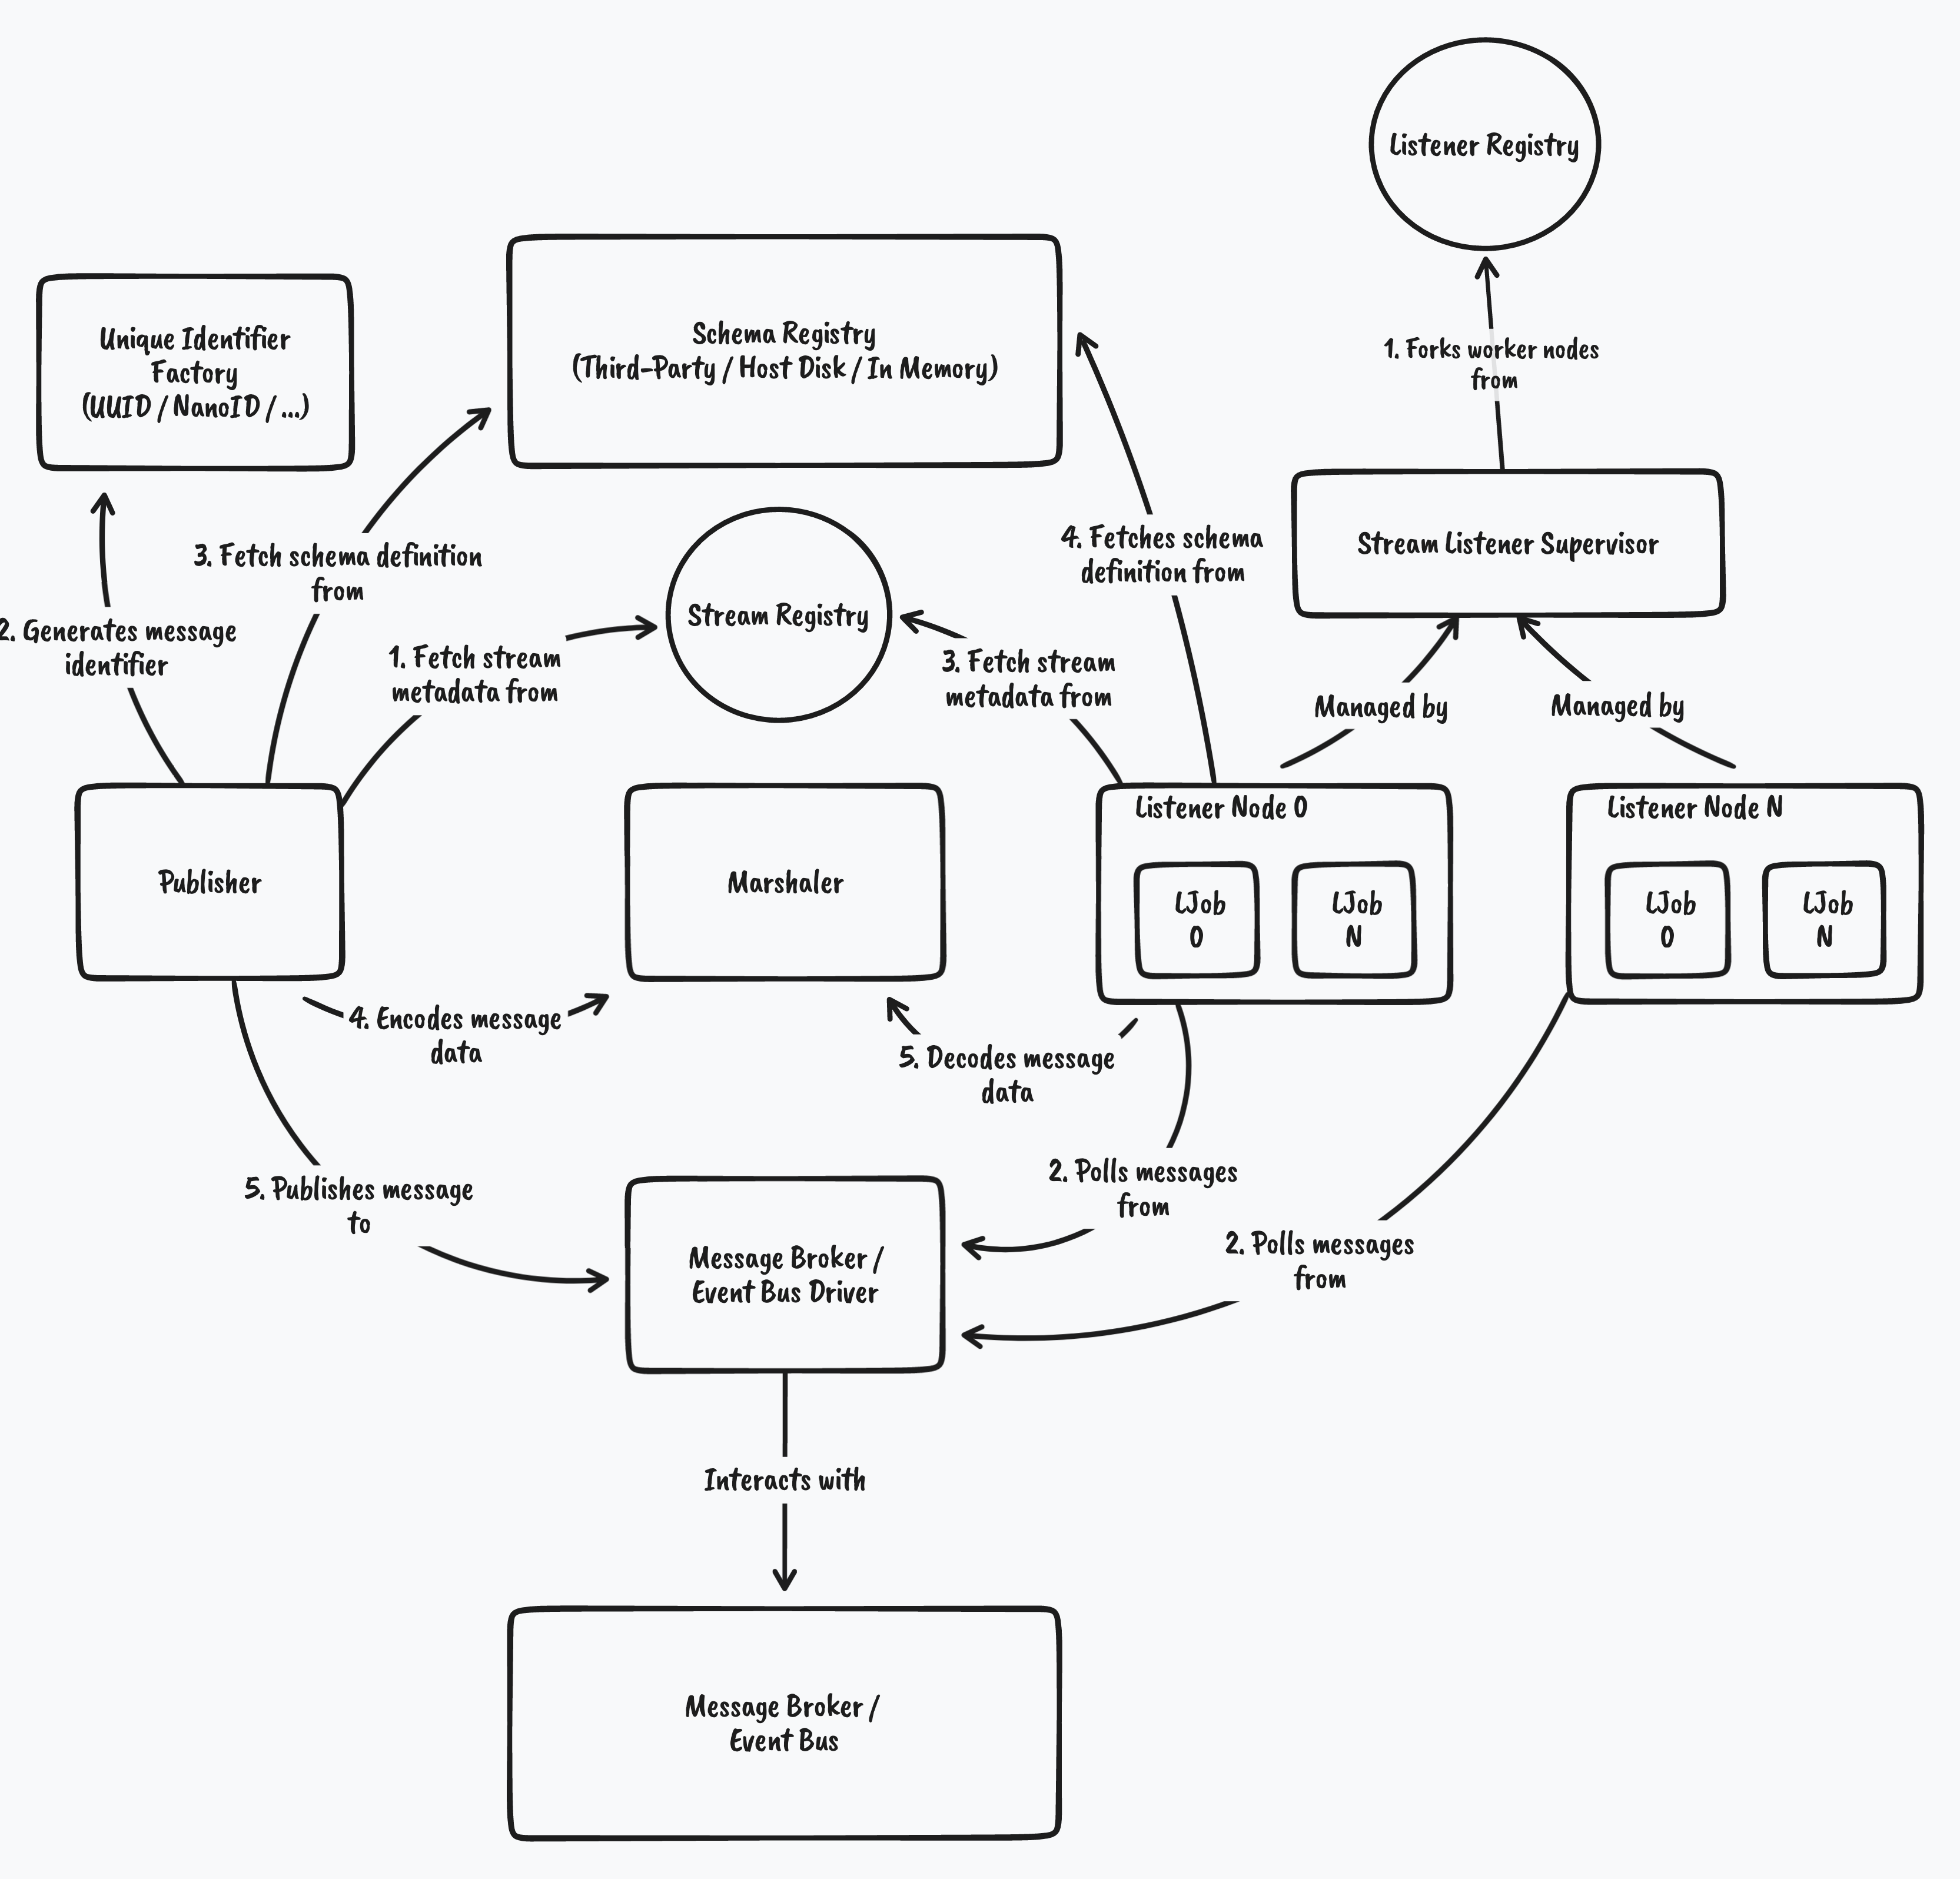 Listener Registry
Unique Identifier
Factory
(UUID / NanoID / ...)
Schema Registry
(Third-Party / Host Disk / In Memory)
1. Forks worker nodes
from
Stream Listener Supervisor
3. Fetch schema definition
from
4. Fetches schema
definition from
2. Generates message
identifier
1. Fetch stream
metadata from
Stream Registry
3. Fetch stream
metadata from
Managed by
Managed by
Publisher
Marshaler
Listener Node 0
LJob
0
LJob
N
Listener Node N
LJob
0
LJob
N
4. Encodes message
data
5. Decodes message
data
5. Publishes message
to
2. Polls messages
from
2. Polls messages
from
Message Broker /
Event Bus Driver
Interacts with
Message Broker /
Event Bus